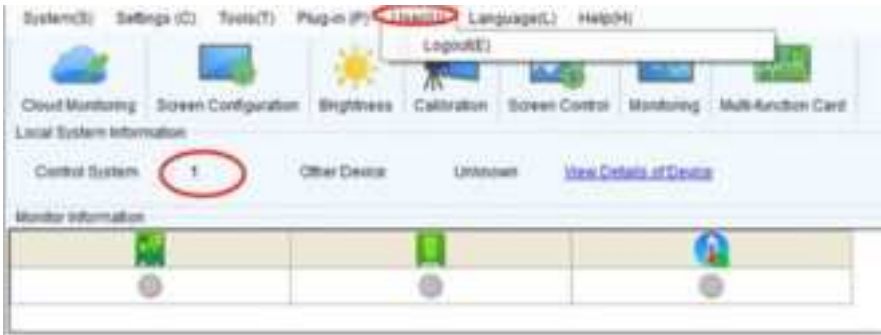 System(S) Settings (C) Tools(T) Plug-in (P) User(U) Language(L) Help(H)
Logout(E)
Cloud Monitoring Screen Configuration Brightness Calibration Screen Control Monitoring Multi-function Card
Local System Information
Control System 1 Other Device Unknown View Details of Device
Monitor Information